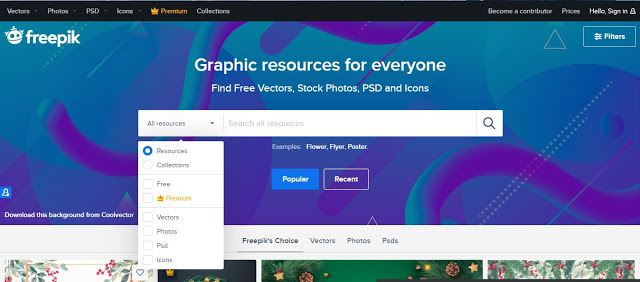 Vectors Photos PSD Icons Premium Collections Become a contributor Prices Hello, Sign in
freepik
Filters
Graphic resources for everyone
Find Free Vectors, Stock Photos, PSD and Icons
All resources Search all resources
Examples: Flower, Flyer, Poster.
Resources
Collections
Free
Premium
Vectors
Photos
Psd
Icons
Popular Recent
Download this background from Coolvector
Freepik's Choice Vectors Photos Psds